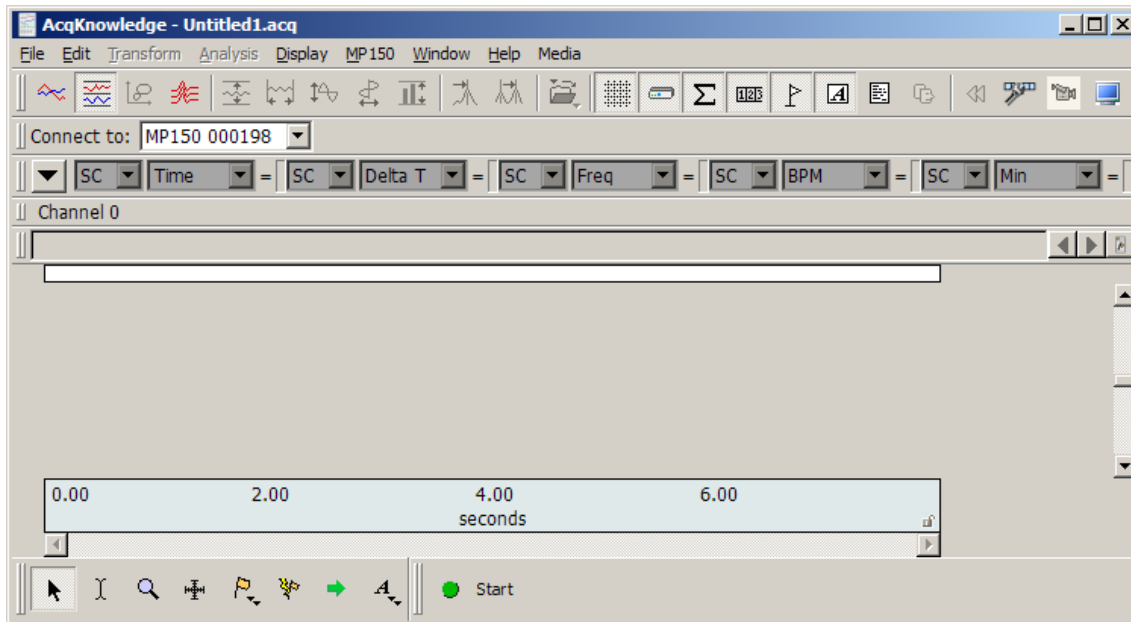 AcqKnowledge - Untitled1.acq
File Edit Transform Analysis Display MP150 Window Help Media
Σ 123 A
Connect to: MP150 000198
SC Time = SC Delta T = SC Freq = SC BPM = SC Min =
Channel 0
0.00 2.00 4.00 6.00
seconds
A Start